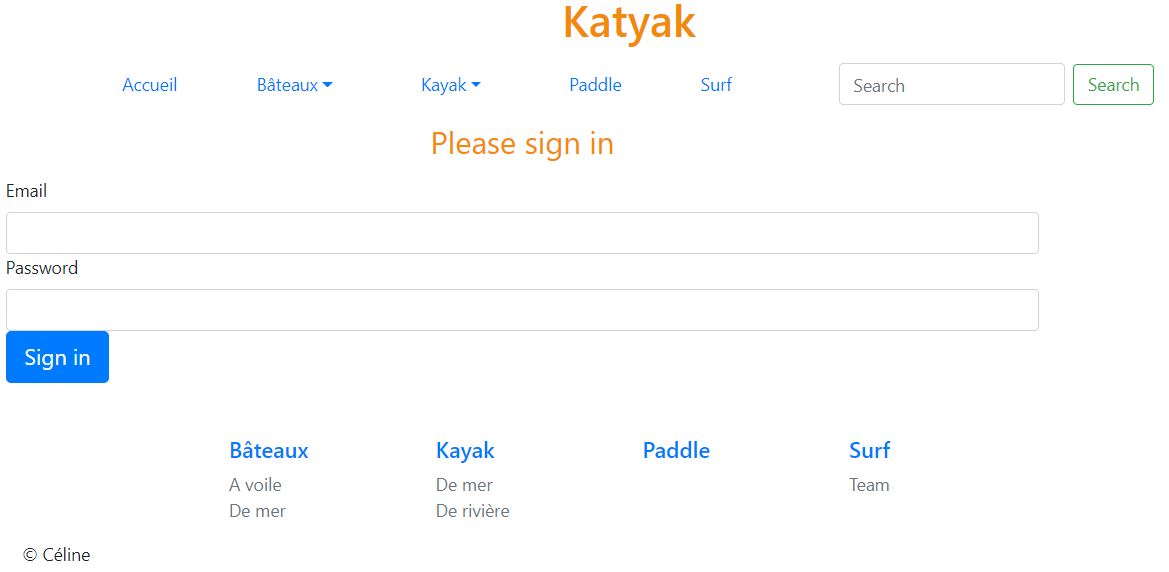 Katyak
Accueil Bâteaux Kayak Paddle Surf Search Search
Please sign in
Email
Password
Sign in
Bâteaux Kayak Paddle Surf
A voile De mer Team
De mer De rivière
© Céline